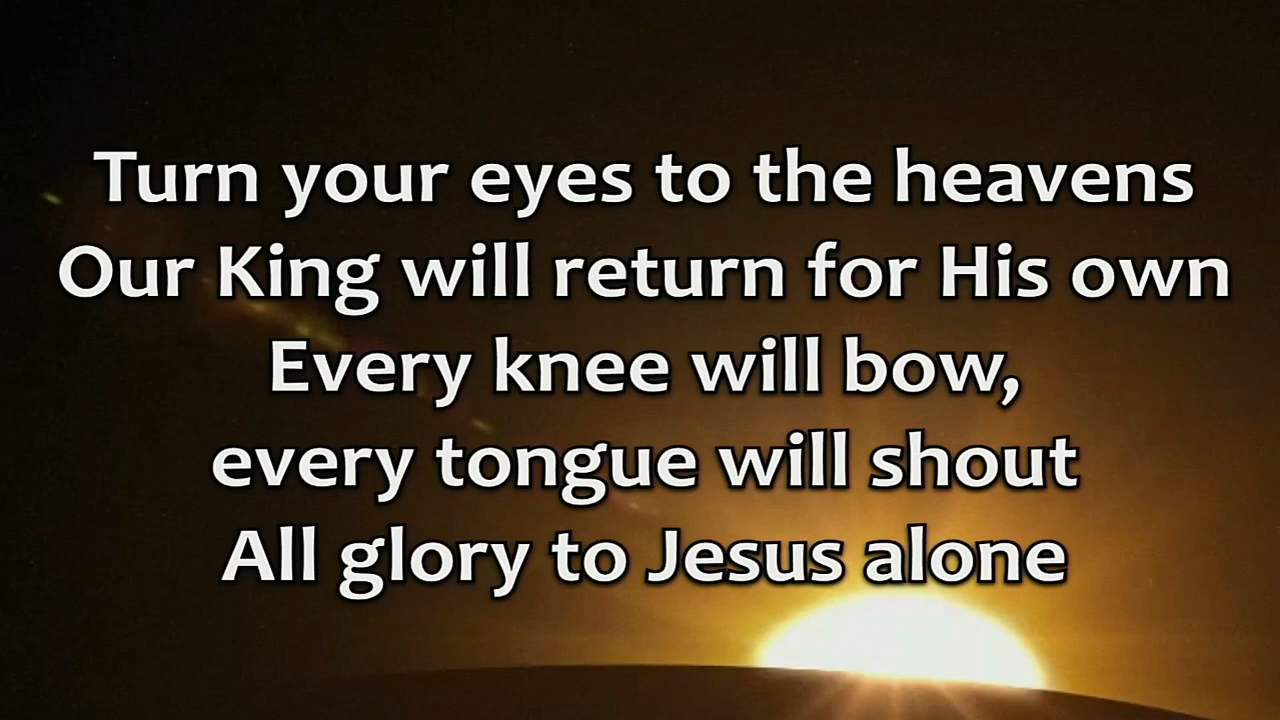 Turn your eyes to the heavens
Our King will return for His own
Every knee will bow,
every tongue will shout
All glory to Jesus alone